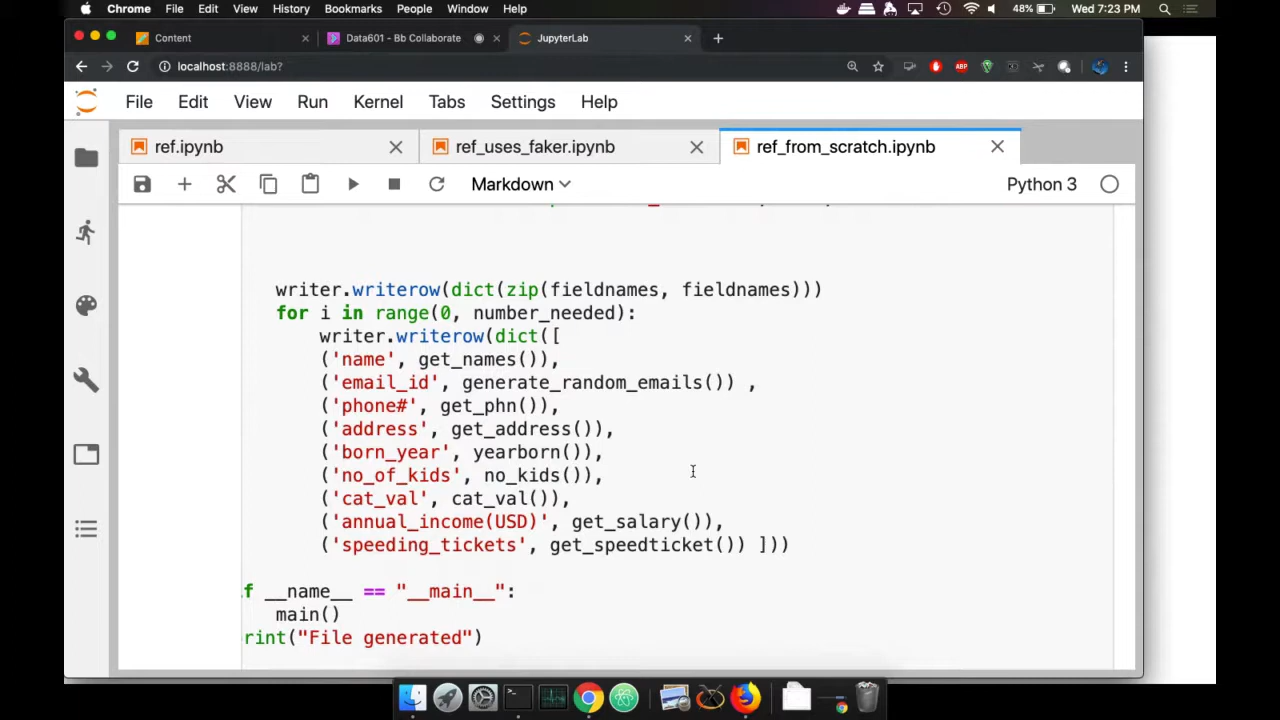 Chrome File Edit View History Bookmarks People Window Help 48% Wed 7:23 PM
Content Data601 - Bb Collaborate JupyterLab
localhost:8888/lab?
ABP
File Edit View Run Kernel Tabs Settings Help
ref.ipynb ref_uses_faker.ipynb ref_from_scratch.ipynb
Markdown Python 3
writer.writerow(dict(zip(fieldnames, fieldnames)))
for i in range(0, number_needed):
writer.writerow(dict([
('name', get_names()),
('email_id', generate_random_emails()) ,
('phone#', get_phn()),
('address', get_address()),
('born_year', yearborn()),
('no_of_kids', no_kids()),
('cat_val', cat_val()),
('annual_income(USD)', get_salary()),
('speeding_tickets', get_speedticket()) ]))
f __name__ == "__main__":
main()
rint("File generated")